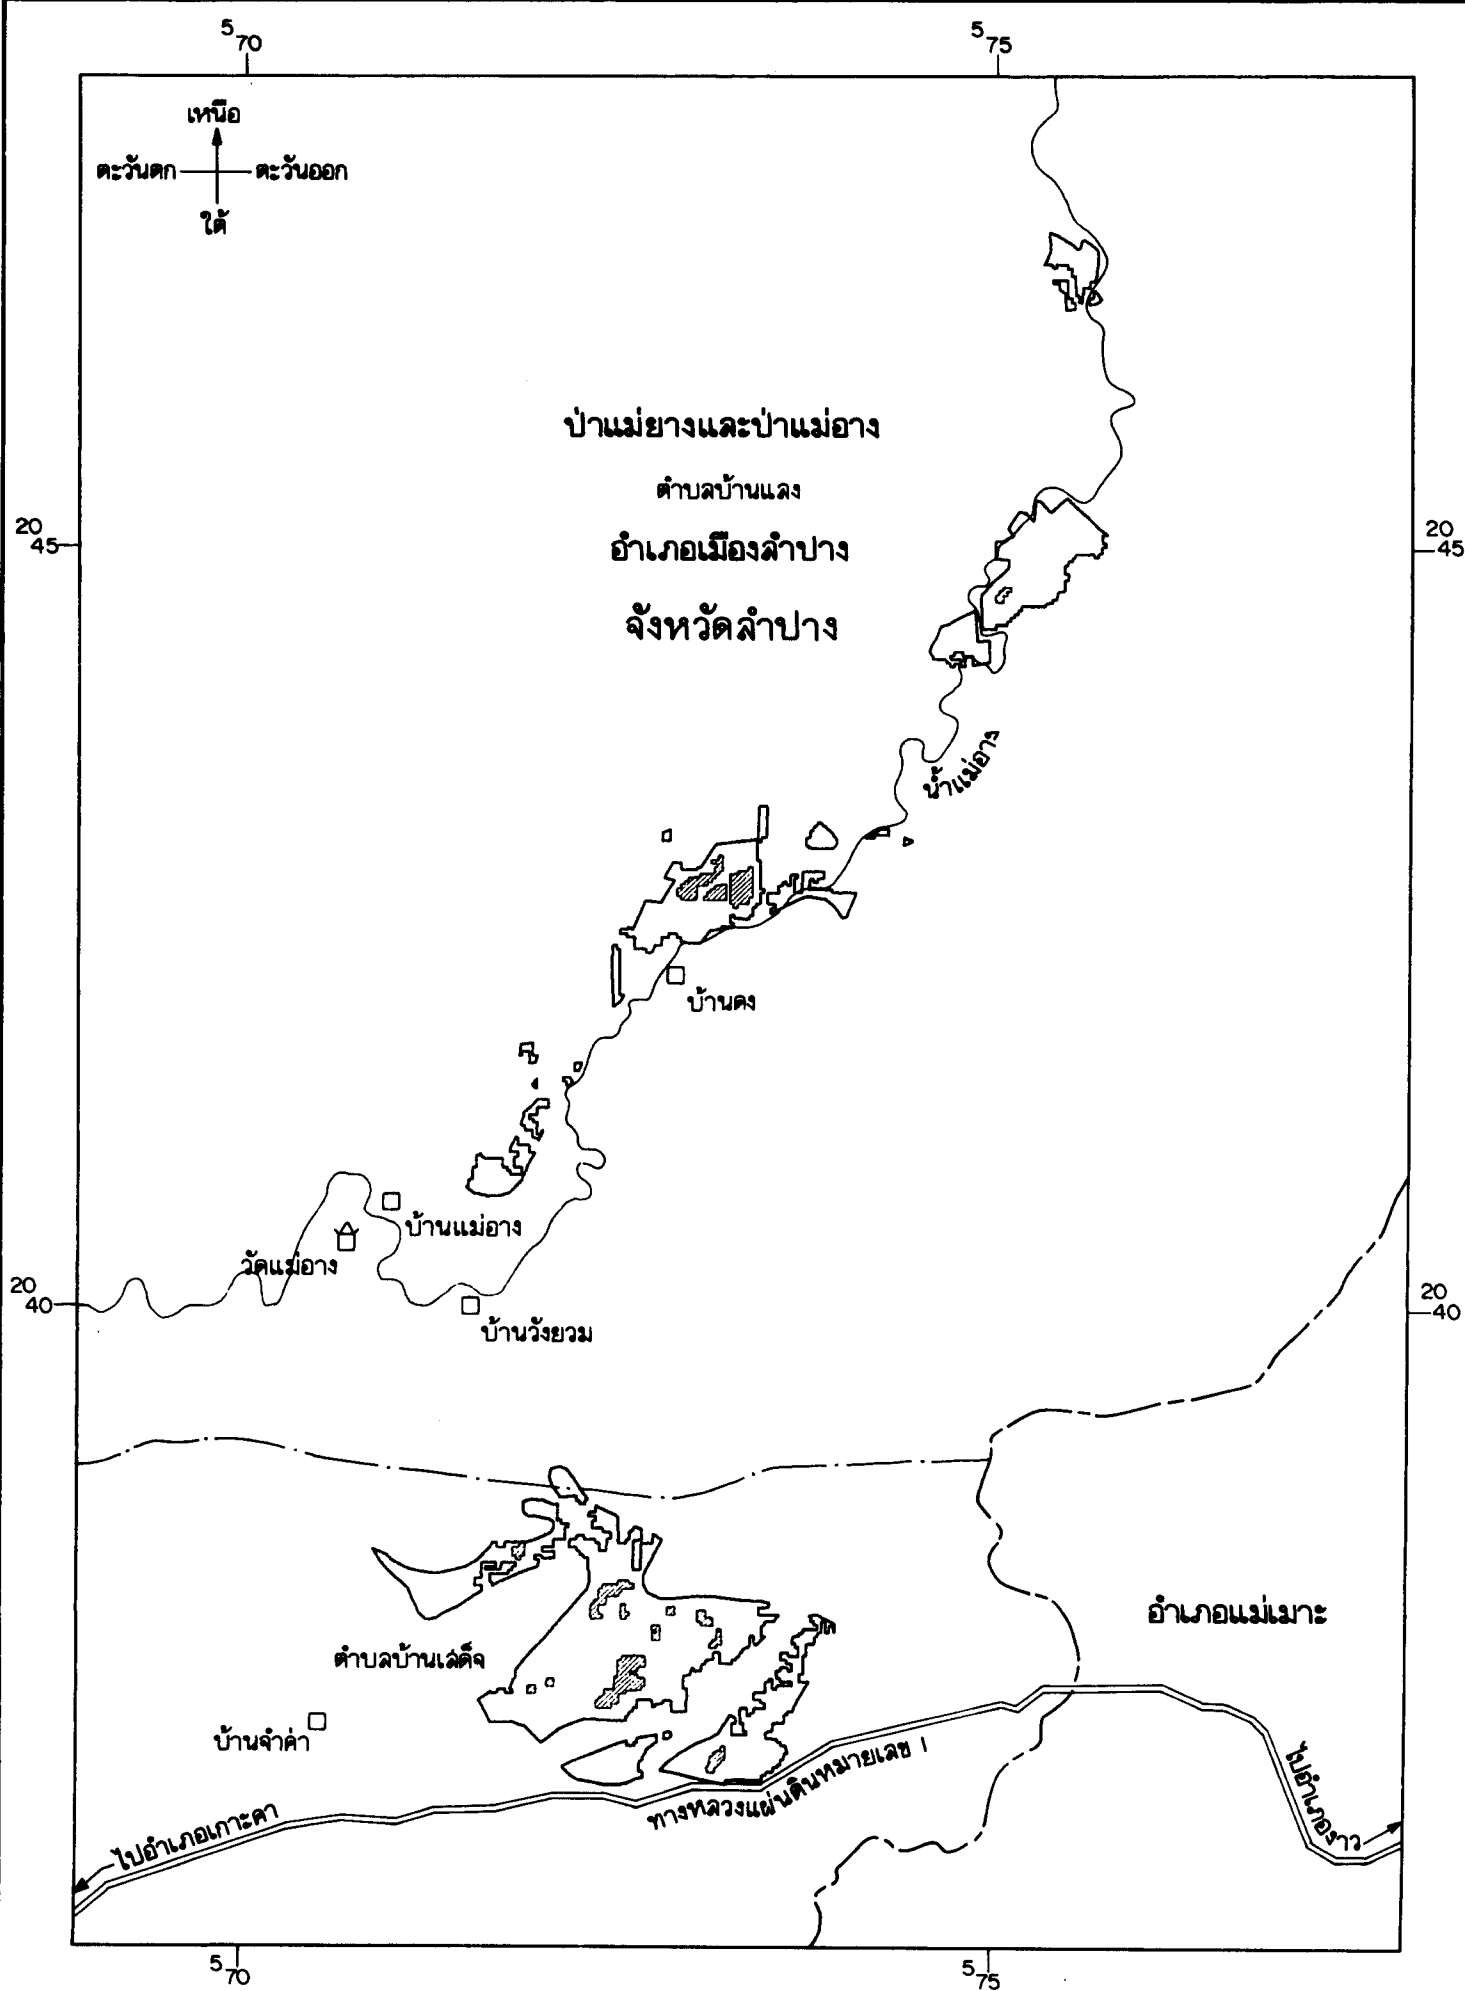 5 70
5 75
เหนือ
ตะวันตก
ตะวันออก
ใต้
ป่าแม่ยางและป่าแม่อาง
ตำบลบ้านแลง
20 45
20 45
อำเภอเมืองลำปาง
จังหวัดลำปาง
น้ำแม่อาง
บ้านดง
บ้านแม่อาง
วัดแม่อาง
20 40
20 40
บ้านวังยวม
อำเภอแม่เมาะ
ตำบลบ้านเสด็จ
บ้านจำค่า
ทางหลวงแผ่นดินหมายเลข 1
ไปอำเภอเกาะคา
ไปอำเภองาว
5 70
5 75